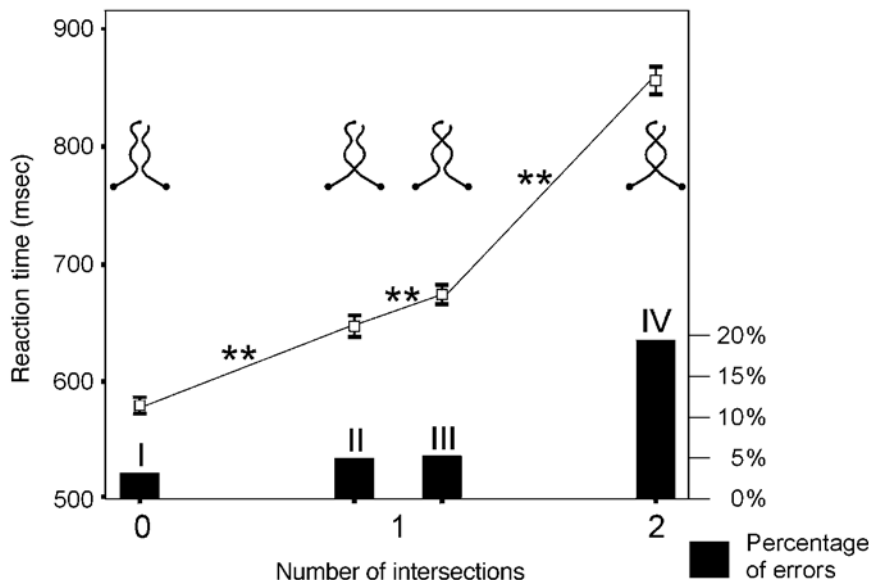 900
800
700
600
500
Reaction time (msec)
**
**
**
I
II
III
IV
20%
15%
10%
5%
0%
0
1
2
Number of intersections
Percentage
of errors